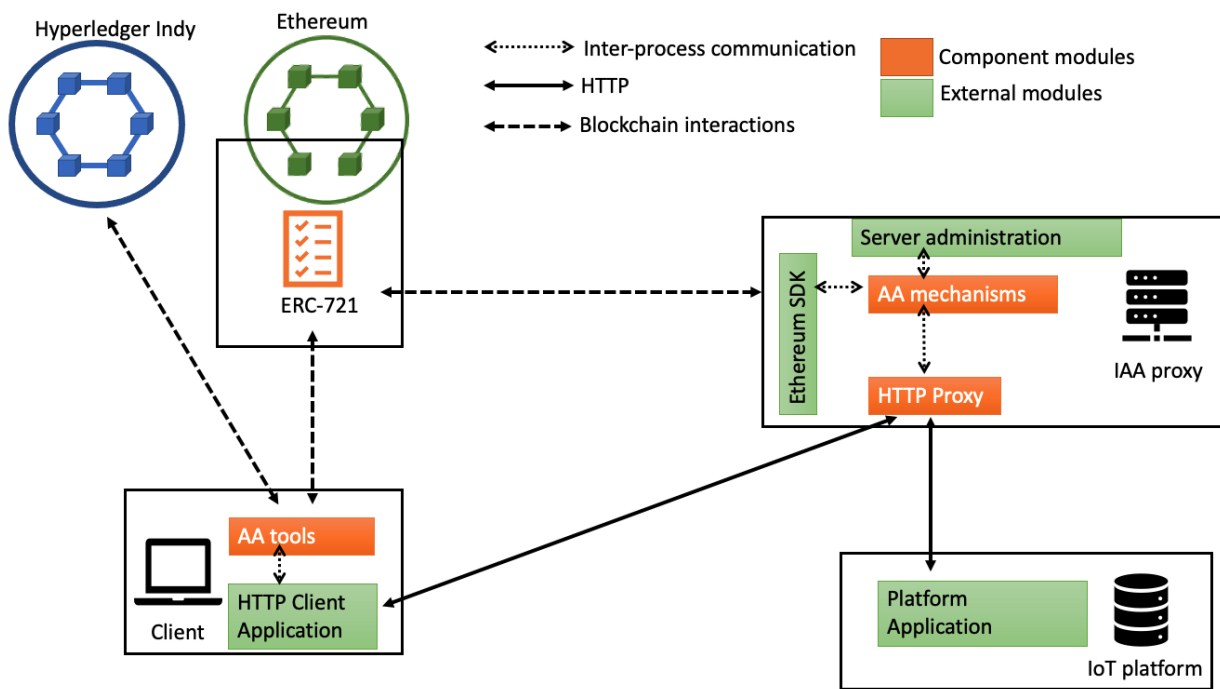 Hyperledger Indy
Ethereum
Inter-process communication
HTTP
Blockchain interactions
Component modules
External modules
ERC-721
Server administration
Ethereum SDK
AA mechanisms
HTTP Proxy
IAA proxy
AA tools
HTTP Client
Application
Client
Platform
Application
IoT platform